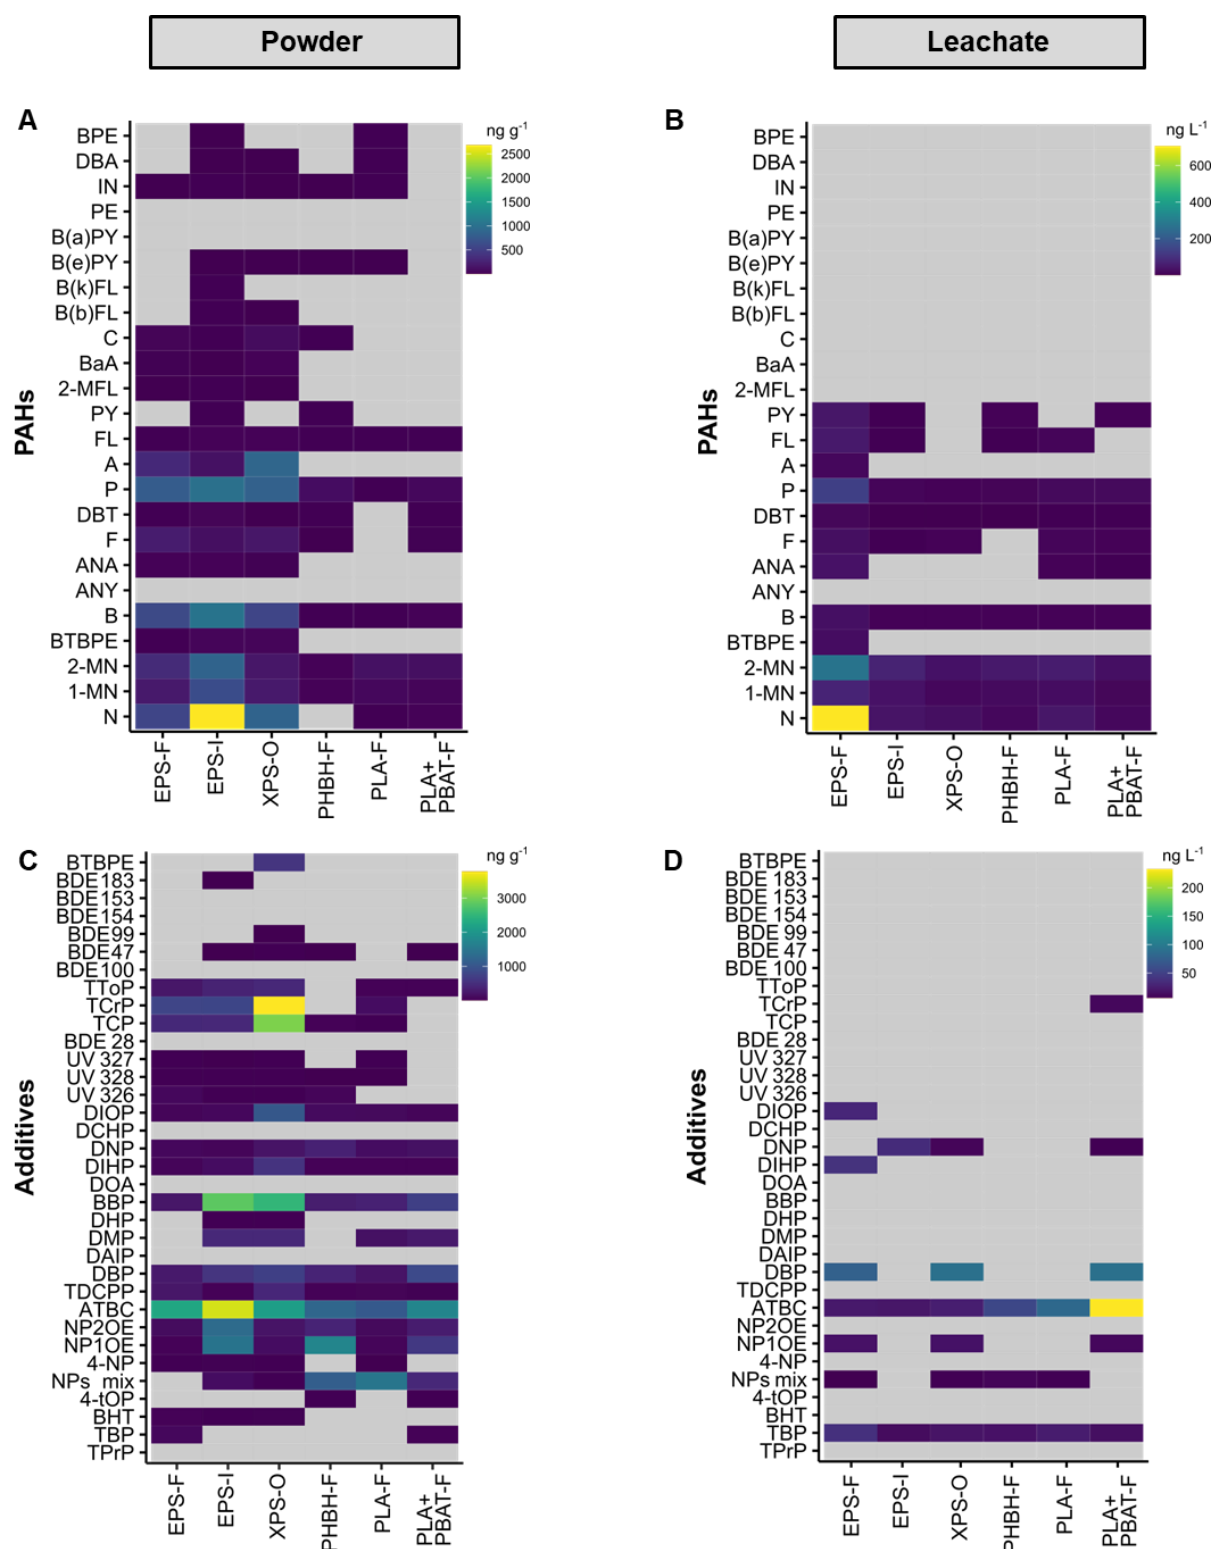 Powder
Leachate
A
ng g-1
2500
2000
1500
1000
500
PAHs
BPE
DBA
IN
PE
B(a)PY
B(e)PY
B(k)FL
B(b)FL
C
BaA
2-MFL
PY
FL
A
P
DBT
F
ANA
ANY
B
BTBPE
2-MN
1-MN
N
EPS-F
EPS-I
XPS-O
PHBH-F
PLA-F
PLA+
PBAT-F
B
ng L-1
600
400
200
PAHs
BPE
DBA
IN
PE
B(a)PY
B(e)PY
B(k)FL
B(b)FL
C
BaA
2-MFL
PY
FL
A
P
DBT
F
ANA
ANY
B
BTBPE
2-MN
1-MN
N
EPS-F
EPS-I
XPS-O
PHBH-F
PLA-F
PLA+
PBAT-F
C
ng g-1
3000
2000
1000
Additives
BTBPE
BDE 183
BDE 153
BDE 154
BDE99
BDE47
BDE100
TToP
TCrP
TCP
BDE 28
UV 327
UV 328
UV 326
DIOP
DCHP
DNP
DIHP
DOA
BBP
DHP
DMP
DAIP
DBP
TDCPP
ATBC
NP2OE
NP1OE
4-NP
NPs mix
4-tOP
BHT
TBP
TPrP
EPS-F
EPS-I
XPS-O
PHBH-F
PLA-F
PLA+
PBAT-F
D
ng L-1
200
150
100
50
Additives
BTBPE
BDE 183
BDE 153
BDE 154
BDE 99
BDE 47
BDE 100
TToP
TCrP
TCP
BDE 28
UV 327
UV 328
UV 326
DIOP
DCHP
DNP
DIHP
DOA
BBP
DHP
DMP
DAIP
DBP
TDCPP
ATBC
NP2OE
NP1OE
4-NP
NPs mix
4-tOP
BHT
TBP
TPrP
EPS-F
EPS-I
XPS-O
PHBH-F
PLA-F
PLA+
PBAT-F